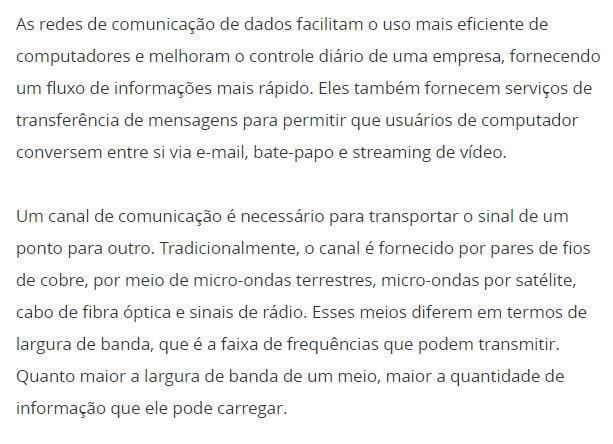 As redes de comunicação de dados facilitam o uso mais eficiente de
computadores e melhoram o controle diário de uma empresa, fornecendo
um fluxo de informações mais rápido. Eles também fornecem serviços de
transferência de mensagens para permitir que usuários de computador
conversem entre si via e-mail, bate-papo e streaming de vídeo.
Um canal de comunicação é necessário para transportar o sinal de um
ponto para outro. Tradicionalmente, o canal é fornecido por pares de fios
de cobre, por meio de micro-ondas terrestres, micro-ondas por satélite,
cabo de fibra óptica e sinais de rádio. Esses meios diferem em termos de
largura de banda, que é a faixa de frequências que podem transmitir.
Quanto maior a largura de banda de um meio, maior a quantidade de
informação que ele pode carregar.